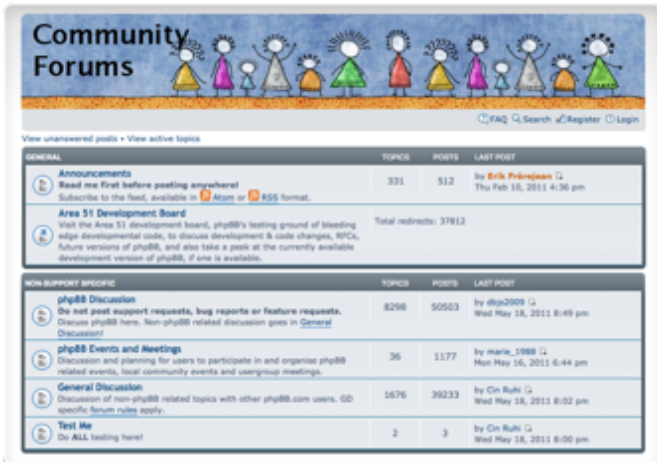 Community
Forums
FAQ Search Register Login
View unanswered posts • View active topics
GENERAL TOPICS POSTS LAST POST
Announcements
Read me first before posting anywhere!
Subscribe to the feed, available in Atom or RSS format.
331 512
by Erik Frèrejean
Thu Feb 10, 2011 4:36 pm
Area 51 Development Board
Visit the Area 51 development board, phpBB's testing ground of bleeding
edge developmental code, to discuss development & code changes, RFCs,
future versions of phpBB, and also take a peek at the currently available
development version of phpBB, if one is available.
Total redirects: 37812
NON-SUPPORT SPECIFIC TOPICS POSTS LAST POST
phpBB Discussion
Do not post support requests, bug reports or feature requests.
Discuss phpBB here. Non-phpBB related discussion goes in General
Discussion!
8298 50503
by dbjs2009
Wed May 18, 2011 8:49 pm
phpBB Events and Meetings
Discussion and planning for users to participate in and organise phpBB
related events, local community events and usergroup meetings.
36 1177
by marie_1988
Mon May 16, 2011 6:44 pm
General Discussion
Discussion of non-phpBB related topics with other phpBB.com users. GD
specific forum rules apply.
1676 39233
by Cin Ruhi
Wed May 18, 2011 8:02 pm
Test Me
Do ALL testing here!
2 3
by Cin Ruhi
Wed May 18, 2011 8:00 pm